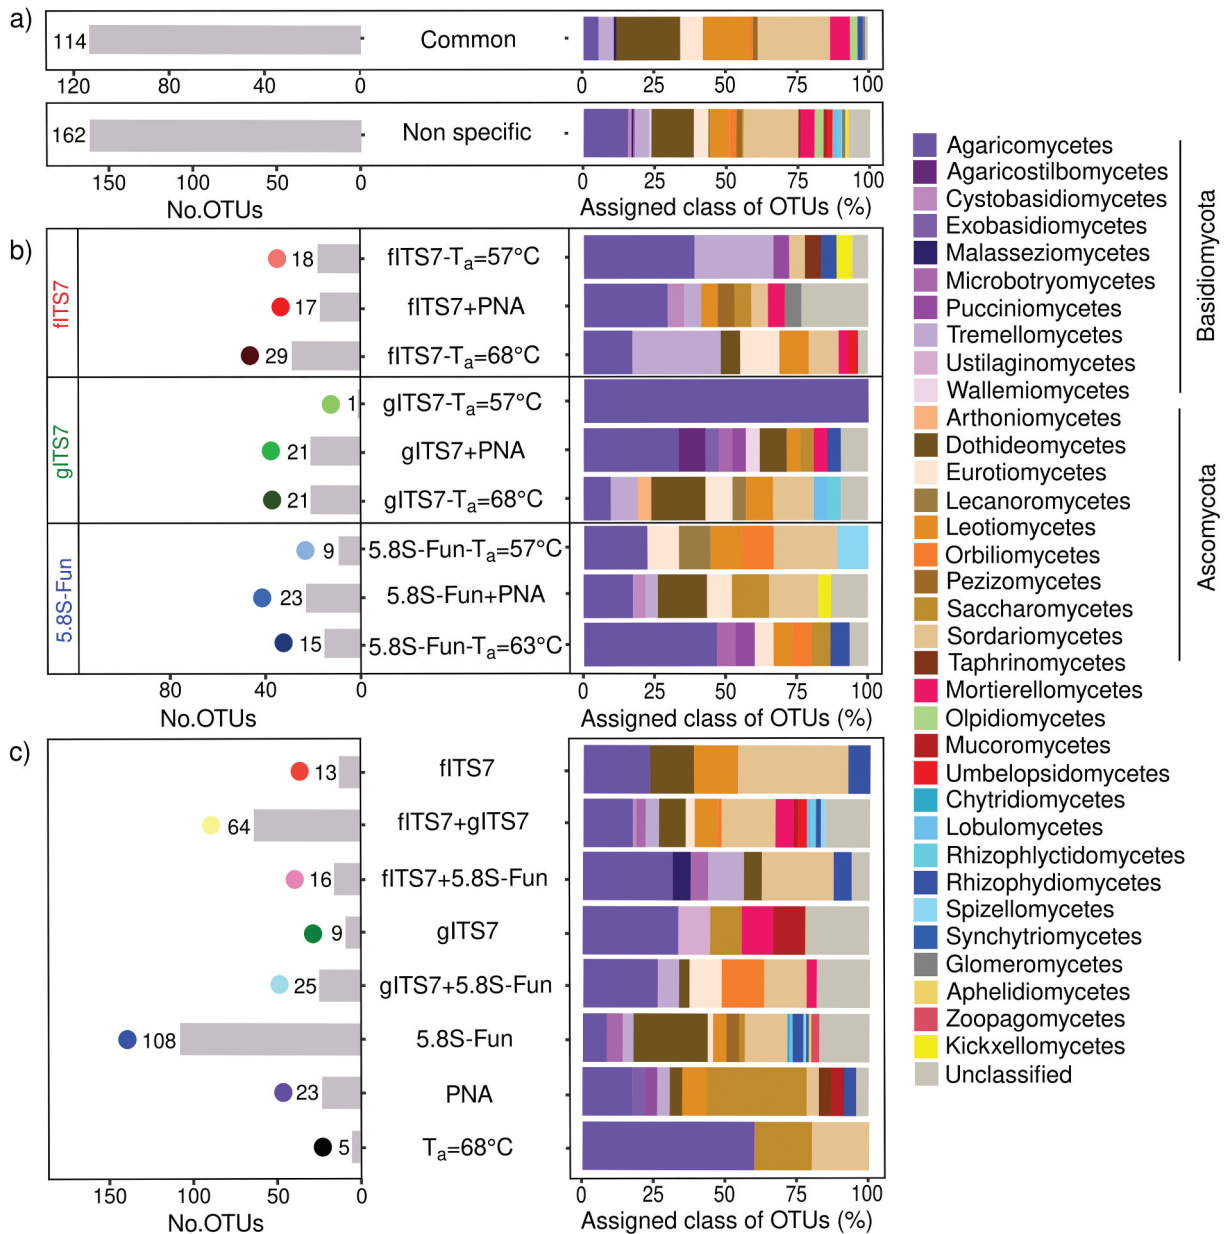 a)
114
Common
120 80 40 0
0 25 50 75 100
162
Non specific
150 100 50 0
0 25 50 75 100
No.OTUs
Assigned class of OTUs (%)
b)
fITS7
18
fITS7-Ta=57°C
17
fITS7+PNA
29
fITS7-Ta=68°C
gITS7
1
gITS7-Ta=57°C
21
gITS7+PNA
21
gITS7-Ta=68°C
5.8S-Fun
9
5.8S-Fun-Ta=57°C
23
5.8S-Fun+PNA
15
5.8S-Fun-Ta=63°C
80 40 0
0 25 50 75 100
No.OTUs
Assigned class of OTUs (%)
c)
13
fITS7
64
fITS7+gITS7
16
fITS7+5.8S-Fun
9
gITS7
25
gITS7+5.8S-Fun
108
5.8S-Fun
23
PNA
5
Ta=68°C
150 100 50 0
0 25 50 75 100
No.OTUs
Assigned class of OTUs (%)
Agaricomycetes
Agaricostilbomycetes
Cystobasidiomycetes
Exobasidiomycetes
Malasseziomycetes
Microbotryomycetes
Pucciniomycetes
Tremellomycetes
Ustilaginomycetes
Wallemiomycetes
Basidiomycota
Arthoniomycetes
Dothideomycetes
Eurotiomycetes
Lecanoromycetes
Leotiomycetes
Orbiliomycetes
Pezizomycetes
Saccharomycetes
Sordariomycetes
Taphrinomycetes
Ascomycota
Mortierellomycetes
Olpidiomycetes
Mucoromycetes
Umbelopsidomycetes
Chytridiomycetes
Lobulomycetes
Rhizophlyctidomycetes
Rhizophydiomycetes
Spizellomycetes
Synchytriomycetes
Glomeromycetes
Aphelidiomycetes
Zoopagomycetes
Kickxellomycetes
Unclassified